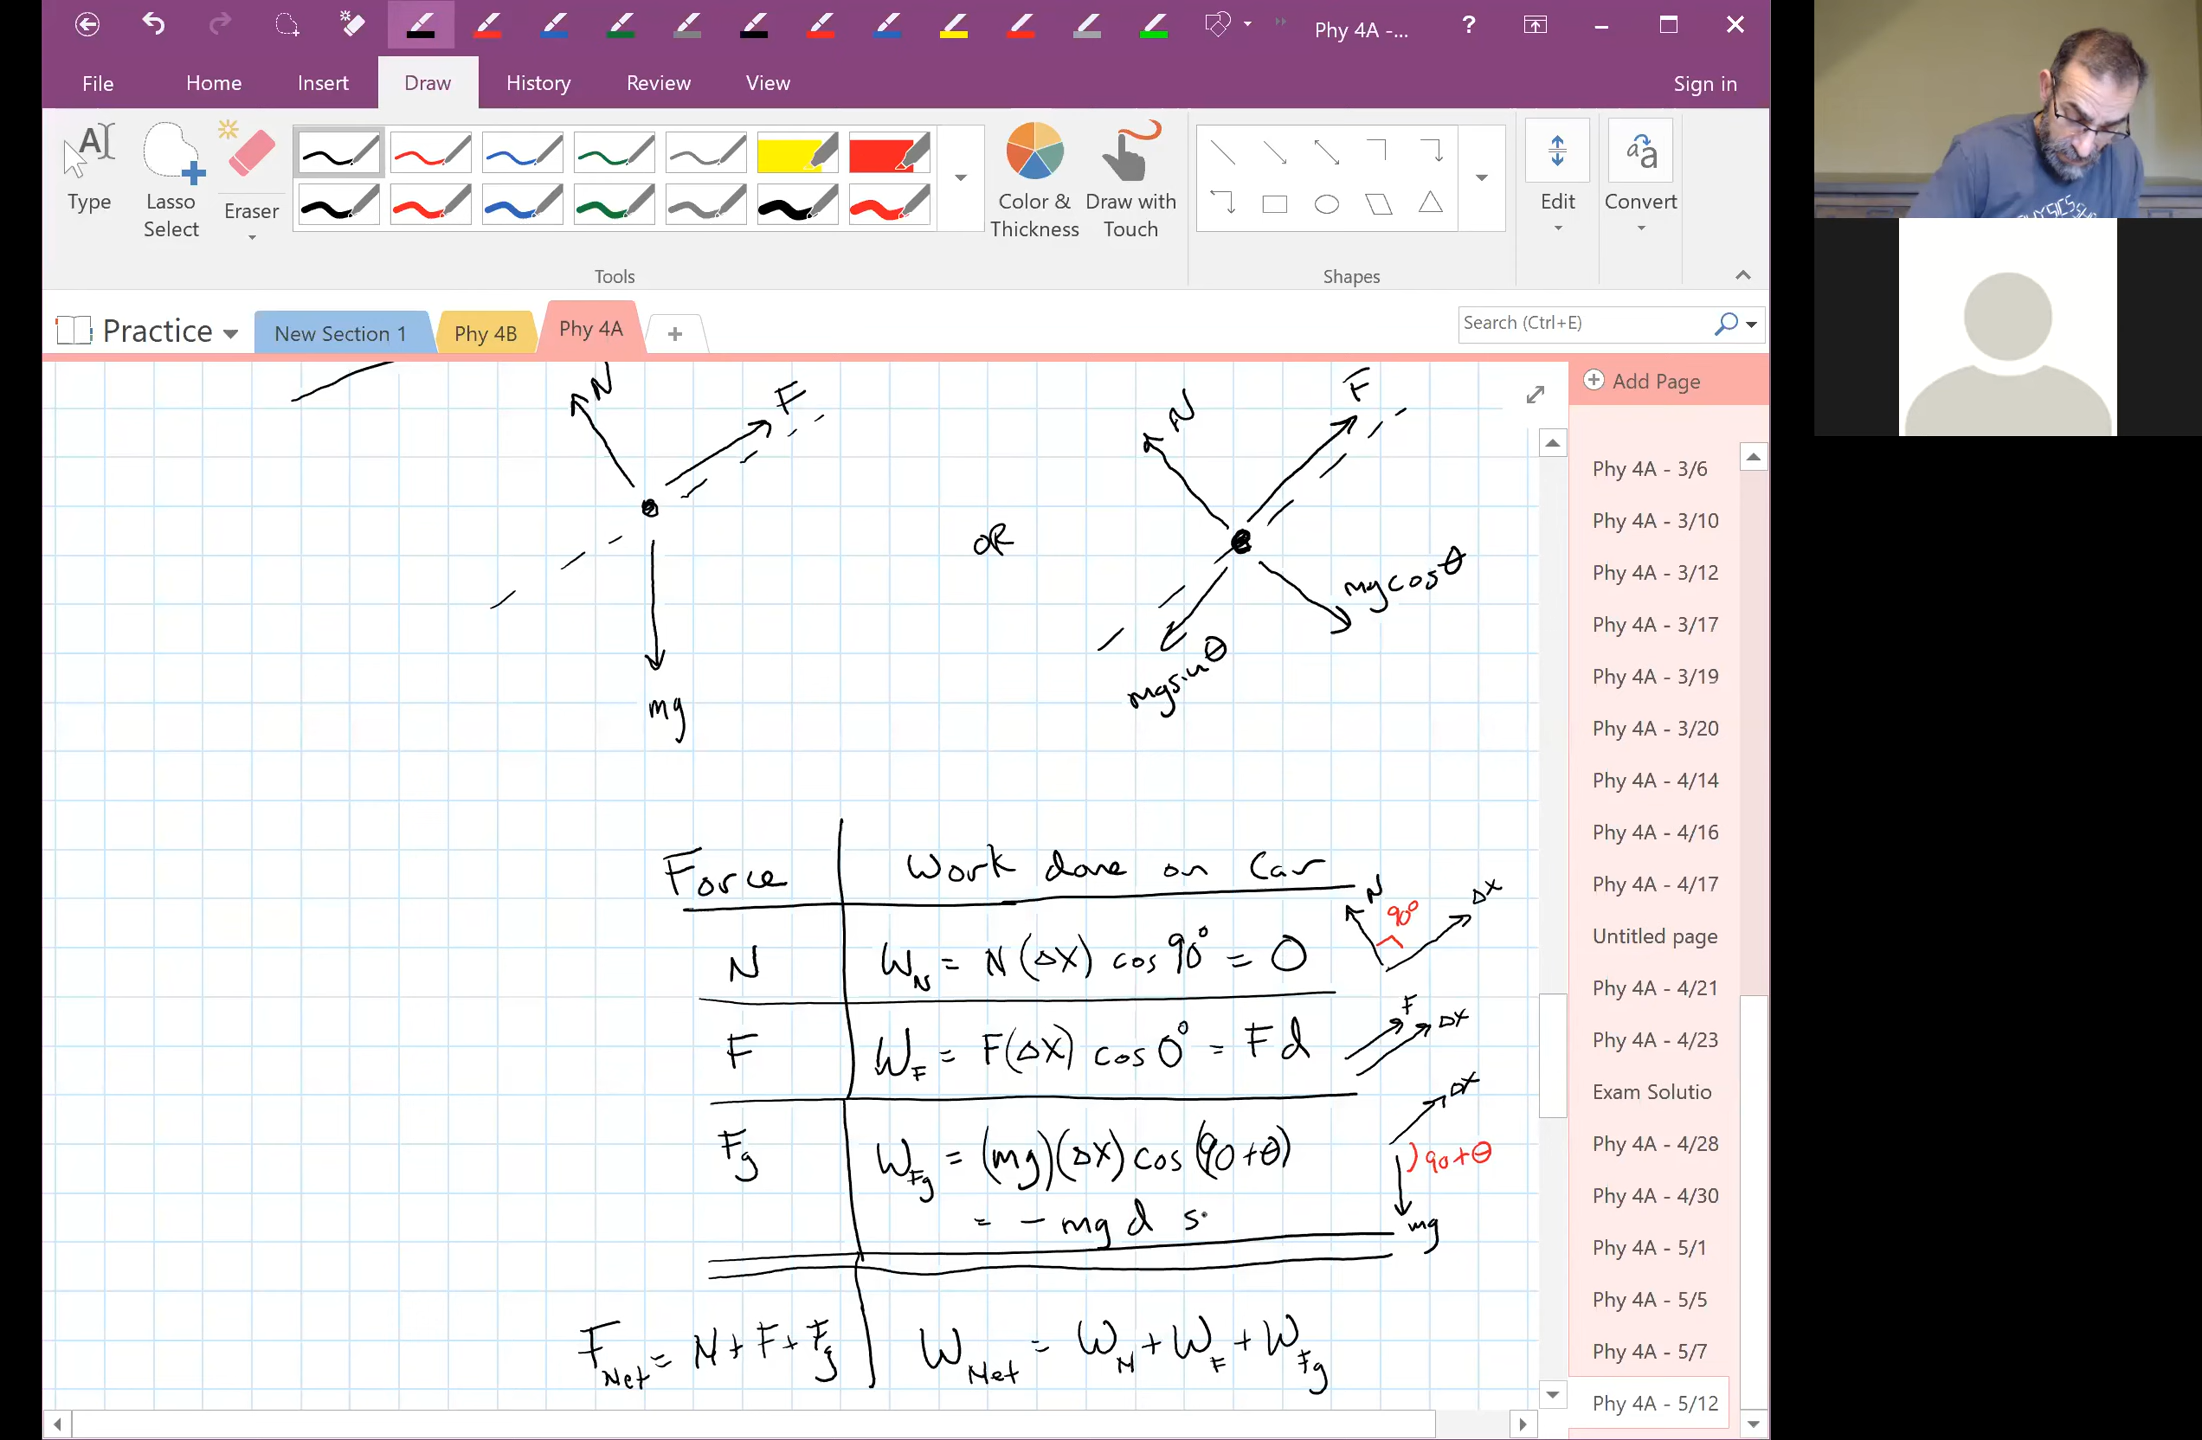 Phy 4A -...
?
File Home Insert Draw History Review View Sign in
Type
Lasso Select
Eraser
Color & Thickness
Draw with Touch
Edit
Convert
Tools
Shapes
Practice
New Section 1
Phy 4B
Phy 4A
Search (Ctrl+E)
Add Page
Phy 4A - 3/6
Phy 4A - 3/10
Phy 4A - 3/12
Phy 4A - 3/17
Phy 4A - 3/19
Phy 4A - 3/20
Phy 4A - 4/14
Phy 4A - 4/16
Phy 4A - 4/17
Untitled page
Phy 4A - 4/21
Phy 4A - 4/23
Exam Solutio
Phy 4A - 4/28
Phy 4A - 4/30
Phy 4A - 5/1
Phy 4A - 5/5
Phy 4A - 5/7
Phy 4A - 5/12
N
F
mg
OR
N
F
mg cos θ
mg sin θ
Force Work done on Car
N W_N = N (Δx) cos 90° = 0
N 90° Δx
F W_F = F(Δx) cos 0° = Fd
F Δx
Fg W_Fg = (mg)(Δx) cos (90+θ)
= - mg d s
Δx
90+θ
mg
F_Net = N + F + Fg W_Net = W_N + W_F + W_Fg
PHYSICS